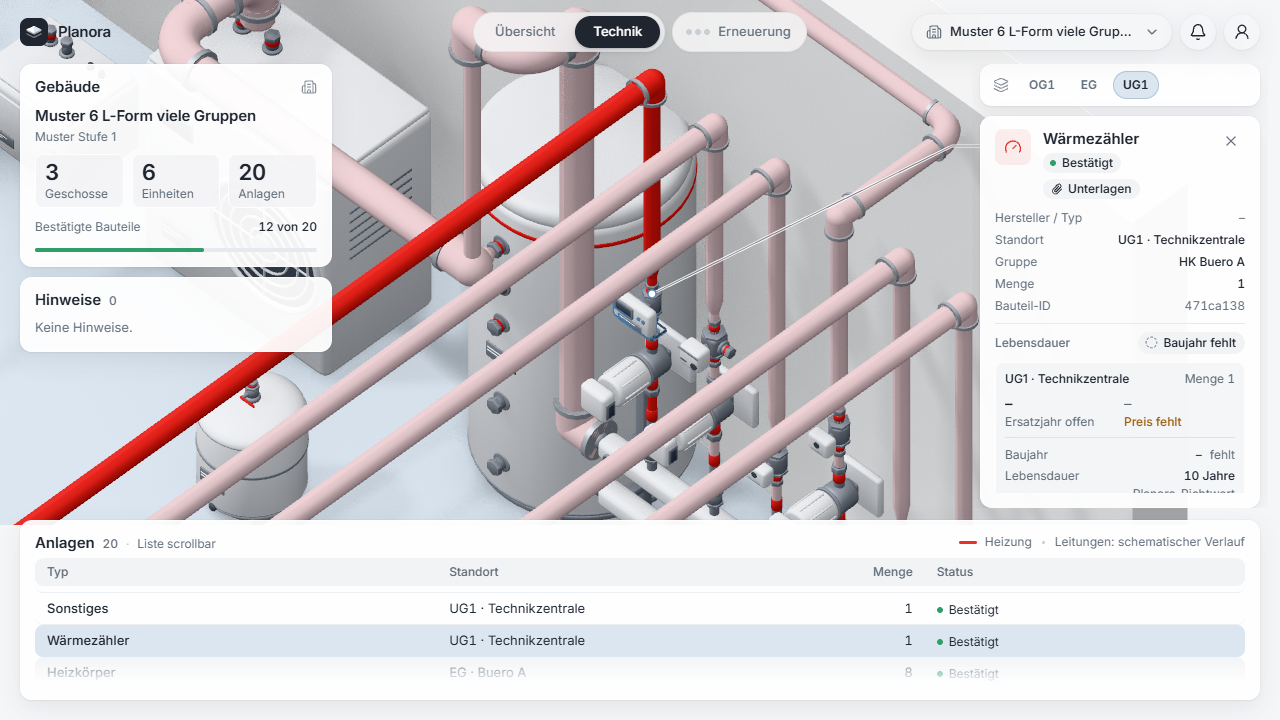 Planora
Übersicht
Technik
Erneuerung
Muster 6 L-Form viele Grup...
Gebäude
Muster 6 L-Form viele Gruppen
Muster Stufe 1
3
Geschosse
6
Einheiten
20
Anlagen
Bestätigte Bauteile
12 von 20
Hinweise 0
Keine Hinweise.
OG1
EG
UG1
Wärmezähler
Bestätigt
Unterlagen
Hersteller / Typ –
Standort UG1 · Technikzentrale
Gruppe HK Buero A
Menge 1
Bauteil-ID 471ca138
Lebensdauer Baujahr fehlt
UG1 · Technikzentrale Menge 1
– –
Ersatzjahr offen Preis fehlt
Baujahr – fehlt
Lebensdauer 10 Jahre
Planora-Richtwert
Anlagen 20 · Liste scrollbar
Heizung · Leitungen: schematischer Verlauf
Typ Standort Menge Status
Sonstiges UG1 · Technikzentrale 1 Bestätigt
Wärmezähler UG1 · Technikzentrale 1 Bestätigt
Heizkörper EG · Buero A 8 Bestätigt